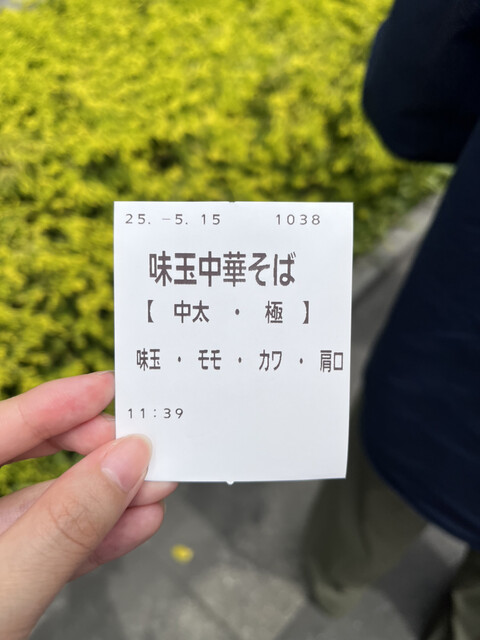 25. -5. 15 1038
味玉中華そば
【 中太 ・ 極 】
味玉 ・ モモ ・ カワ ・ 肩口
11:39